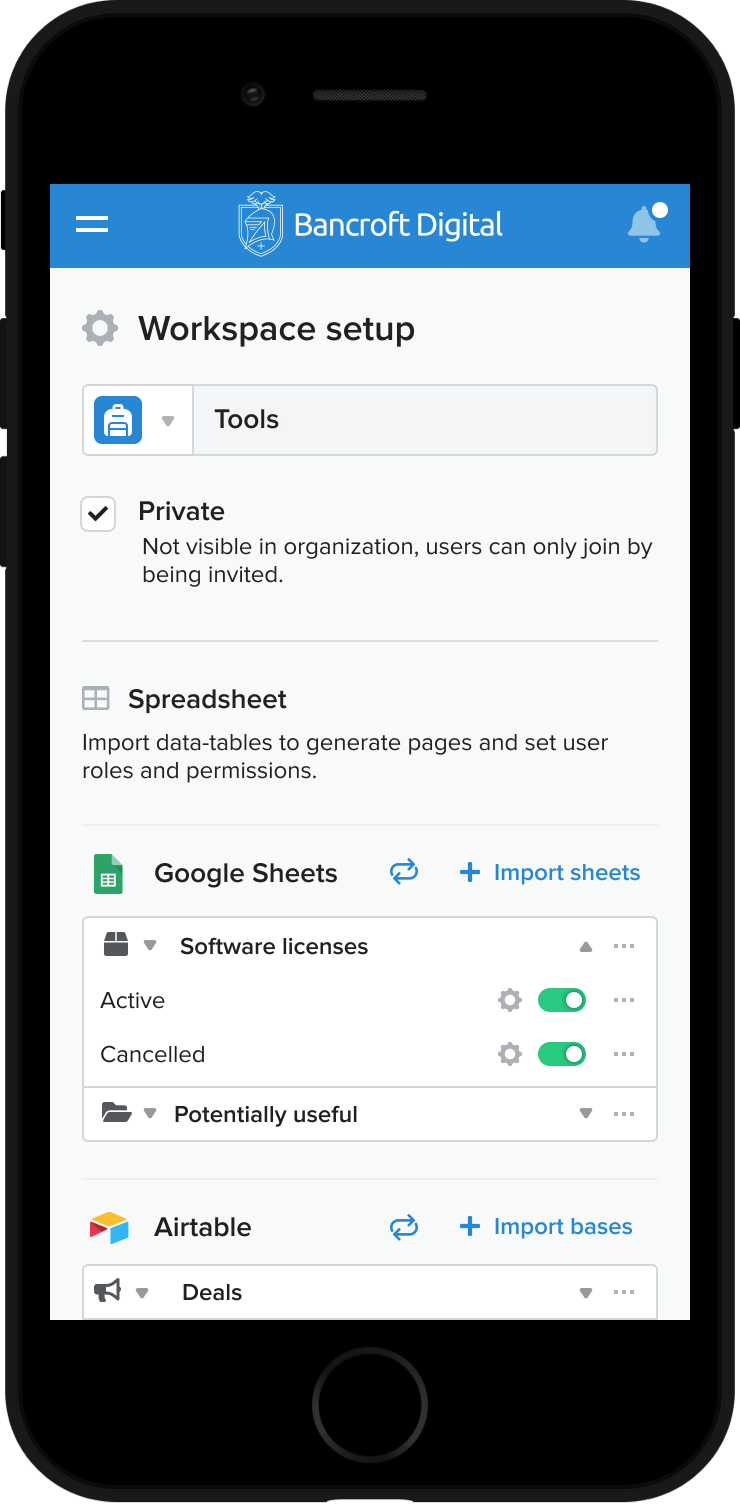 Bancroft Digital
Workspace setup
Tools
Private
Not visible in organization, users can only join by
being invited.
Spreadsheet
Import data-tables to generate pages and set user
roles and permissions.
Google Sheets
Import sheets
Software licenses
Active
Cancelled
Potentially useful
Airtable
Import bases
Deals